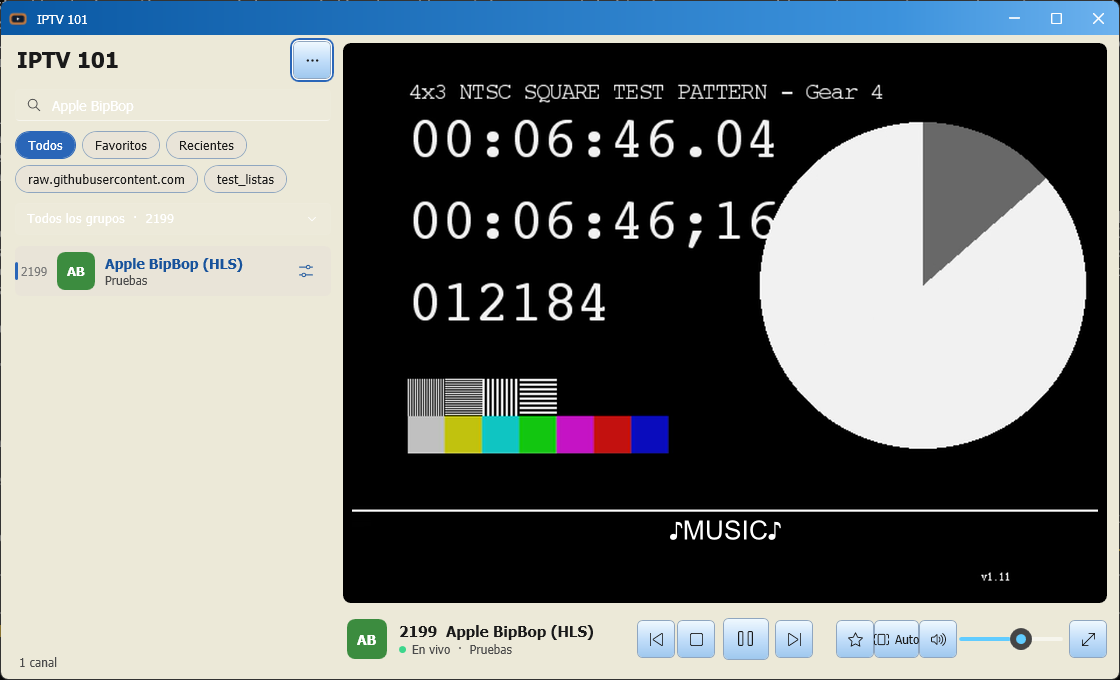 IPTV 101
IPTV 101
...
Apple BipBop
Todos
Favoritos
Recientes
raw.githubusercontent.com
test_listas
Todos los grupos · 2199
2199
AB
Apple BipBop (HLS)
Pruebas
1 canal
4x3 NTSC SQUARE TEST PATTERN - Gear 4
00:06:46.04
00:06:46;16
012184
♪MUSIC♪
v1.11
AB
2199 Apple BipBop (HLS)
En vivo · Pruebas
Auto